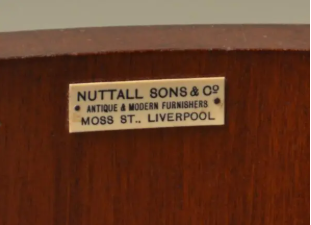 NUTTALL SONS & Cº
ANTIQUE & MODERN FURNISHERS
MOSS ST., LIVERPOOL